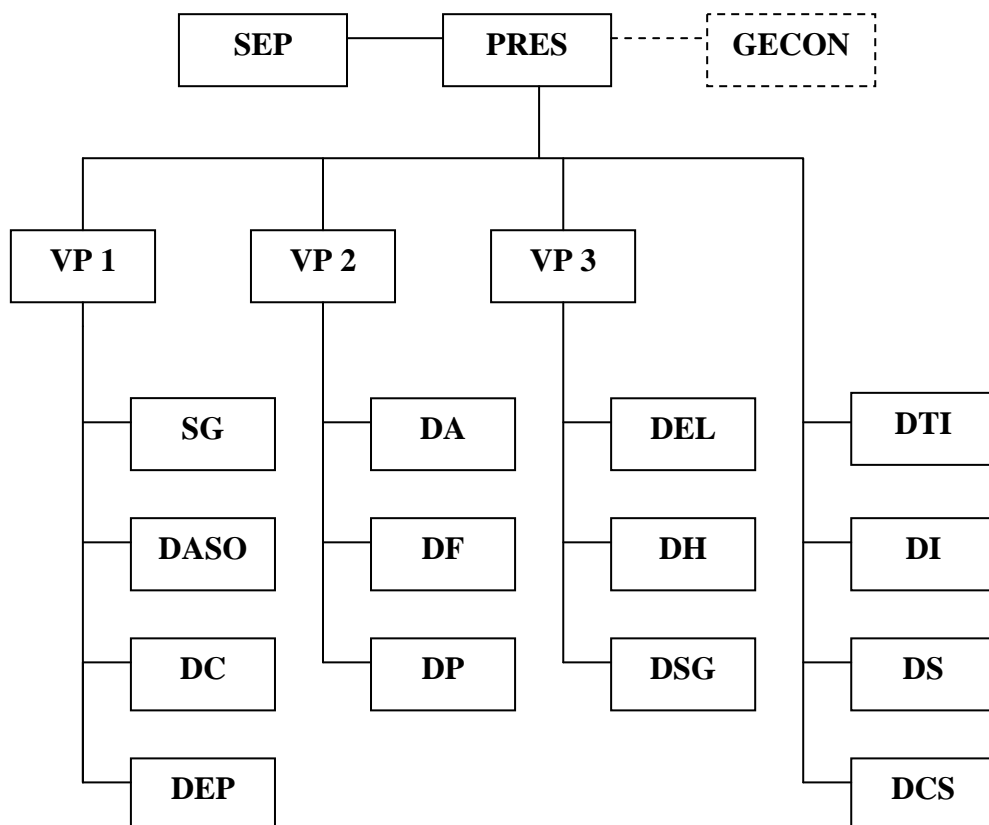 SEP
PRES
GECON
VP 1
VP 2
VP 3
SG
DA
DEL
DTI
DASO
DF
DH
DI
DC
DP
DSG
DS
DEP
DCS